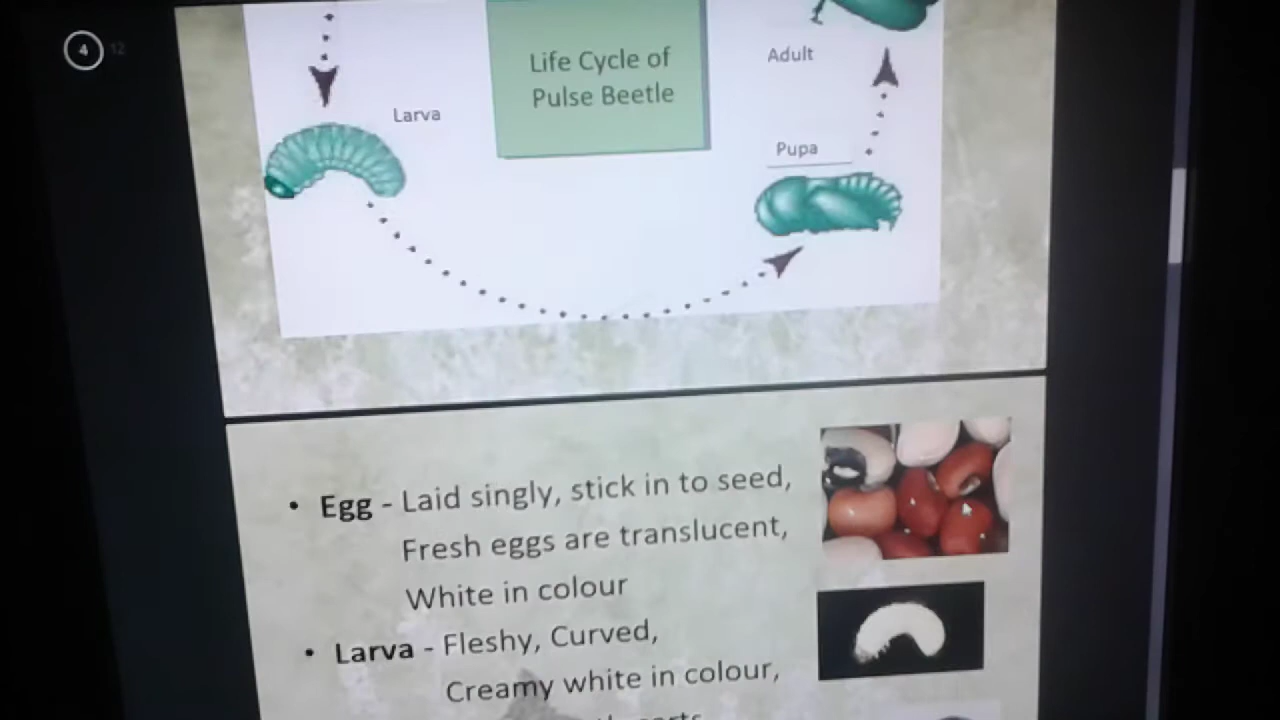 4 12
Adult
Life Cycle of
Pulse Beetle
Larva
Pupa
• Egg - Laid singly, stick in to seed,
Fresh eggs are translucent,
White in colour
• Larva - Fleshy, Curved,
Creamy white in colour,